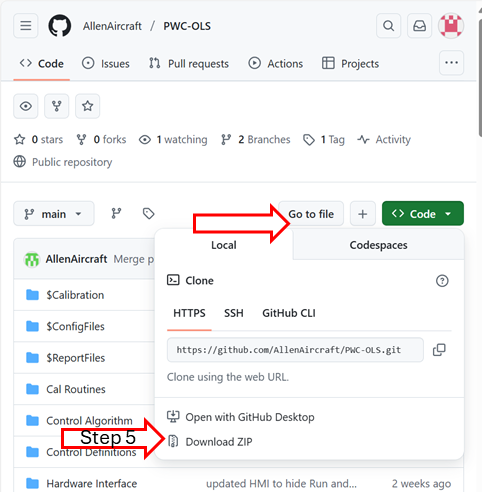 AllenAircraft / PWC-OLS
Code Issues Pull requests Actions Projects
0 stars 0 forks 1 watching 2 Branches 1 Tag Activity
Public repository
main Go to file Code
Local Codespaces
AllenAircraft Merge p
Clone
$Calibration
HTTPS SSH GitHub CLI
$ConfigFiles
https://github.com/AllenAircraft/PWC-OLS.git
$ReportFiles
Clone using the web URL.
Cal Routines
Open with GitHub Desktop
Control Algorithm
Step 5
Download ZIP
Control Definitions
Hardware Interface updated HMI to hide Run and... 2 weeks ago